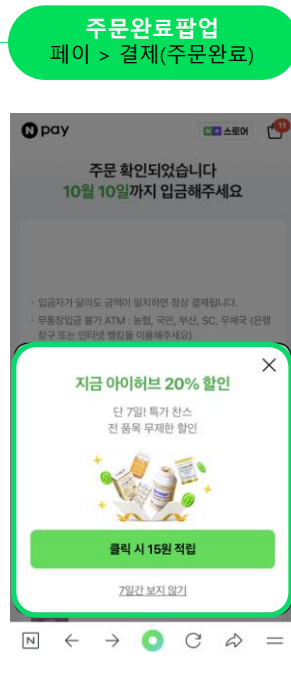 주문완료팝업
페이 > 결제(주문완료)
N pay
N+ 스토어
11
주문 확인되었습니다
10월 10일까지 입금해주세요
· 입금자가 달라도 금액이 일치하면 정상 결제됩니다.
· 무통장입금 불가 ATM : 농협, 국민, 부산, SC, 우체국 (은행
창구 또는 인터넷 뱅킹을 이용해주세요)
지금 아이허브 20% 할인
단 7일! 특가 찬스
전 품목 무제한 할인
클릭 시 15원 적립
7일간 보지 않기
N